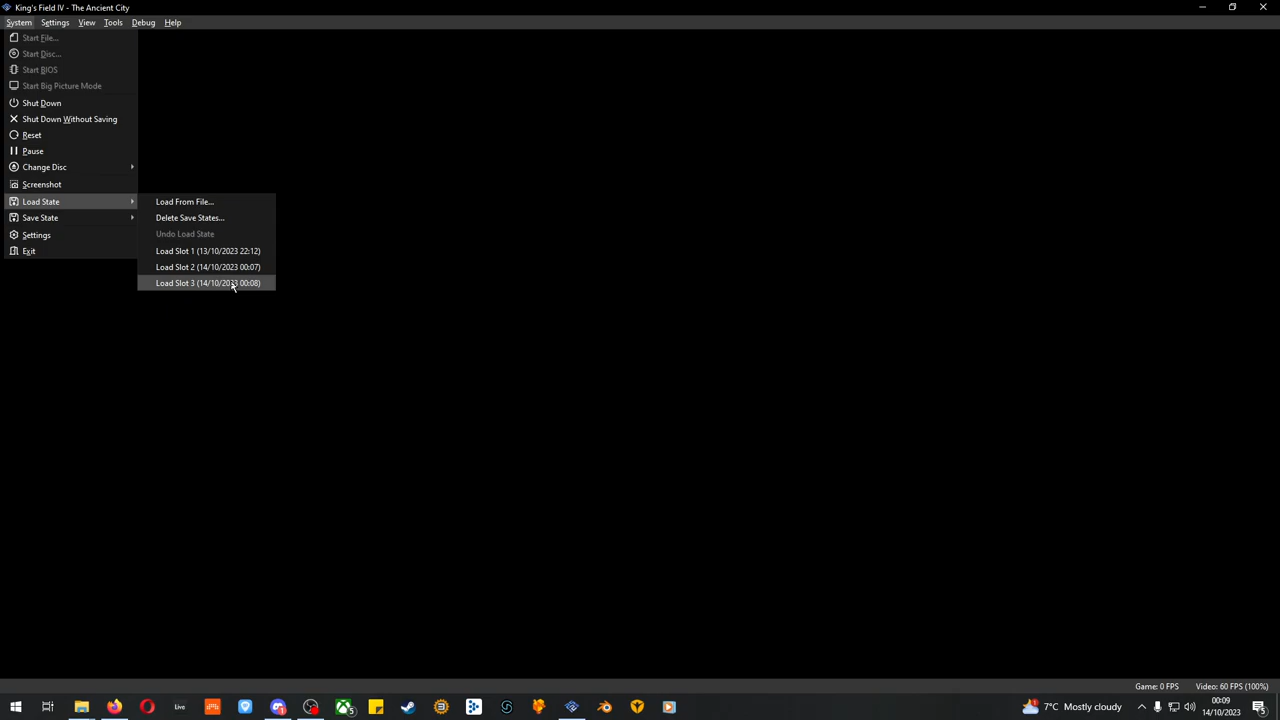 King's Field IV - The Ancient City
System Settings View Tools Debug Help
Start File...
Start Disc...
Start BIOS
Start Big Picture Mode
Shut Down
Shut Down Without Saving
Reset
Pause
Change Disc
Screenshot
Load State
Save State
Settings
Exit
Load From File...
Delete Save States...
Undo Load State
Load Slot 1 (13/10/2023 22:12)
Load Slot 2 (14/10/2023 00:07)
Load Slot 3 (14/10/2023 00:08)
Game: 0 FPS Video: 60 FPS (100%)
Live
7°C Mostly cloudy
00:09
14/10/2023